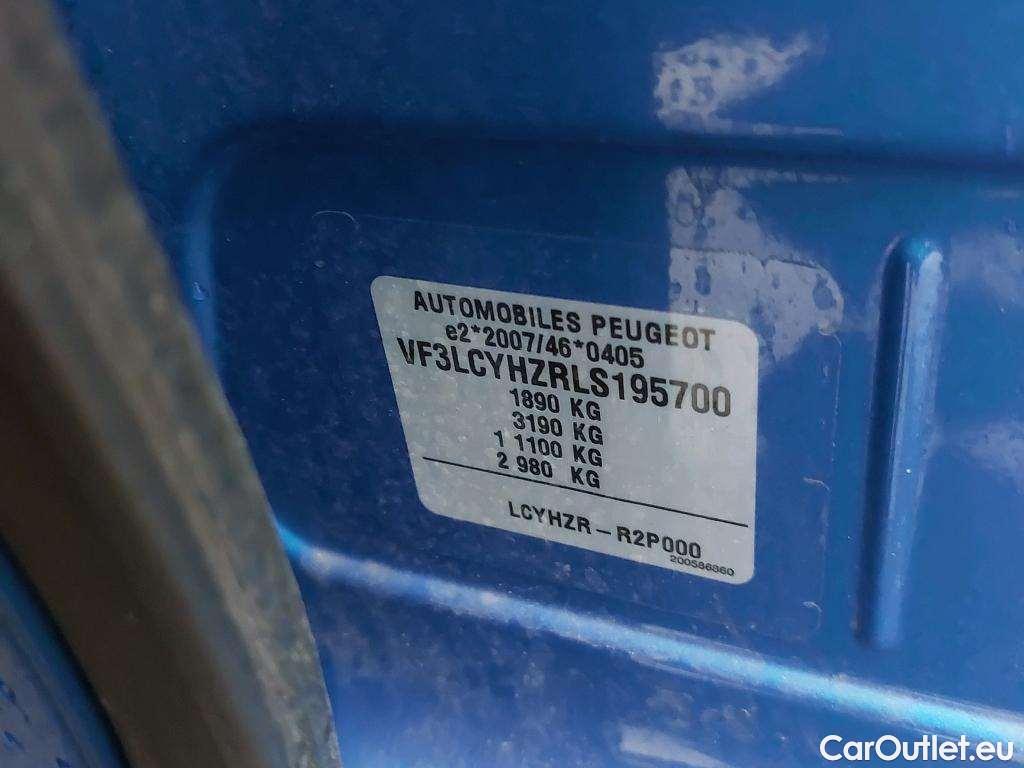 AUTOMOBILES PEUGEOT
e2*2007/46*0405
VF3LCYHZRLS195700
1890 KG
3190 KG
1 1100 KG
2 980 KG
LCYHZR – R2P000
200586860
CarOutlet.eu